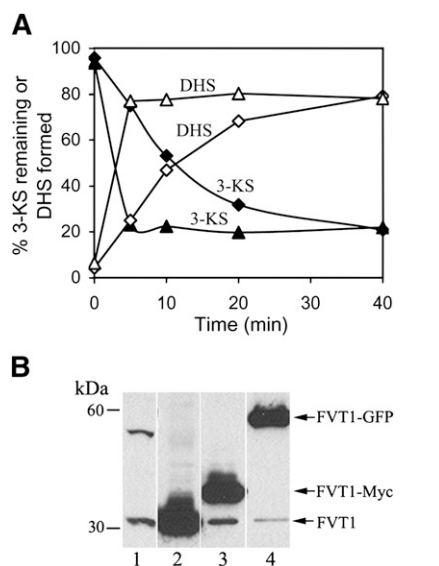 A
% 3-KS remaining or
DHS formed
100
80
60
40
20
0
DHS
DHS
3-KS
3-KS
0 10 20 30 40
Time (min)
B
kDa
60
30
FVT1-GFP
FVT1-Myc
FVT1
1 2 3 4